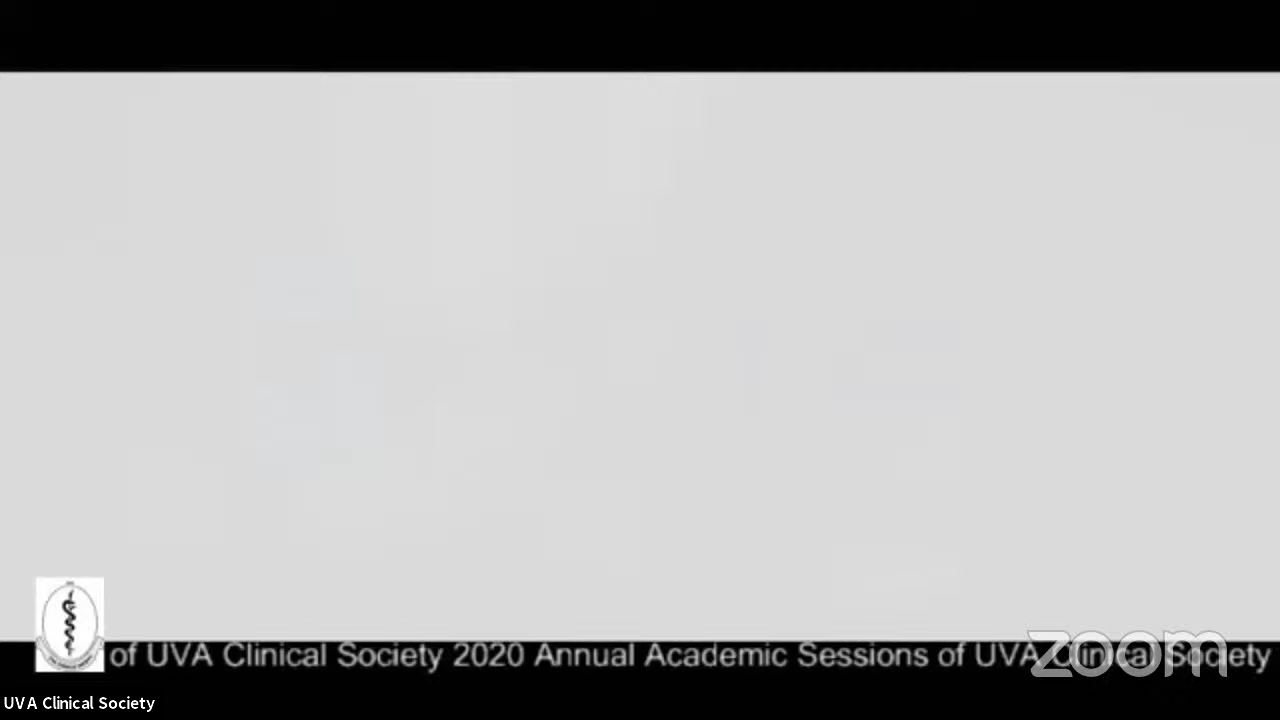 of UVA Clinical Society 2020 Annual Academic Sessions of UVA Clinical Society
zoom
UVA Clinical Society